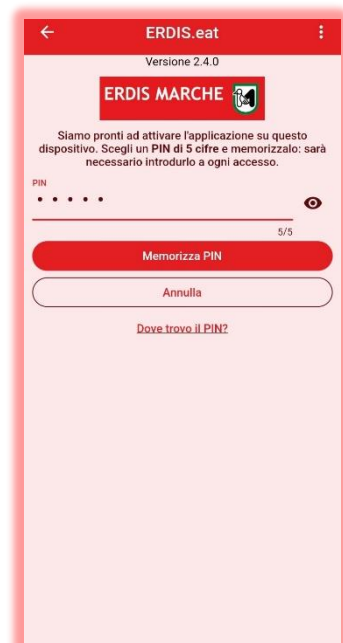 ERDIS.eat
Versione 2.4.0
ERDIS MARCHE
Siamo pronti ad attivare l'applicazione su questo
dispositivo. Scegli un PIN di 5 cifre e memorizzalo: sarà
necessario introdurlo a ogni accesso.
PIN
5/5
Memorizza PIN
Annulla
Dove trovo il PIN?